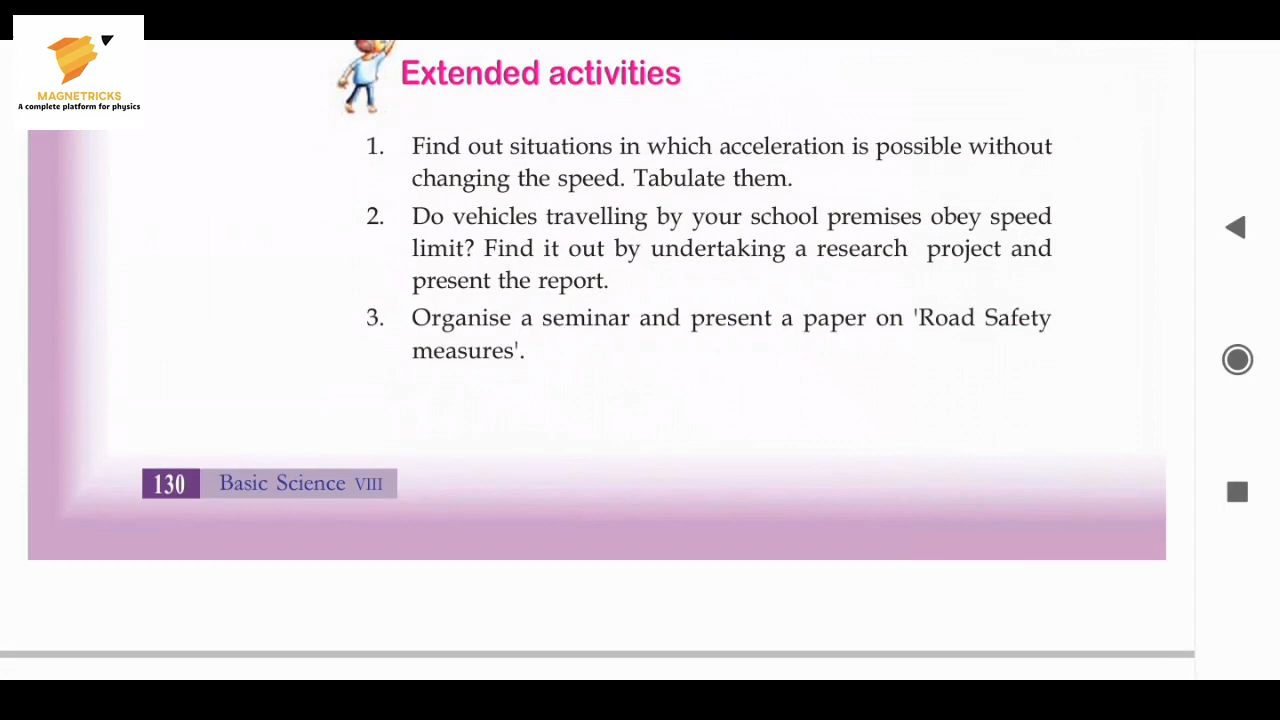 MAGNETRICKS
A complete platform for physics
Extended activities
1. Find out situations in which acceleration is possible without
changing the speed. Tabulate them.
2. Do vehicles travelling by your school premises obey speed
limit? Find it out by undertaking a research project and
present the report.
3. Organise a seminar and present a paper on 'Road Safety
measures'.
130 Basic Science VIII